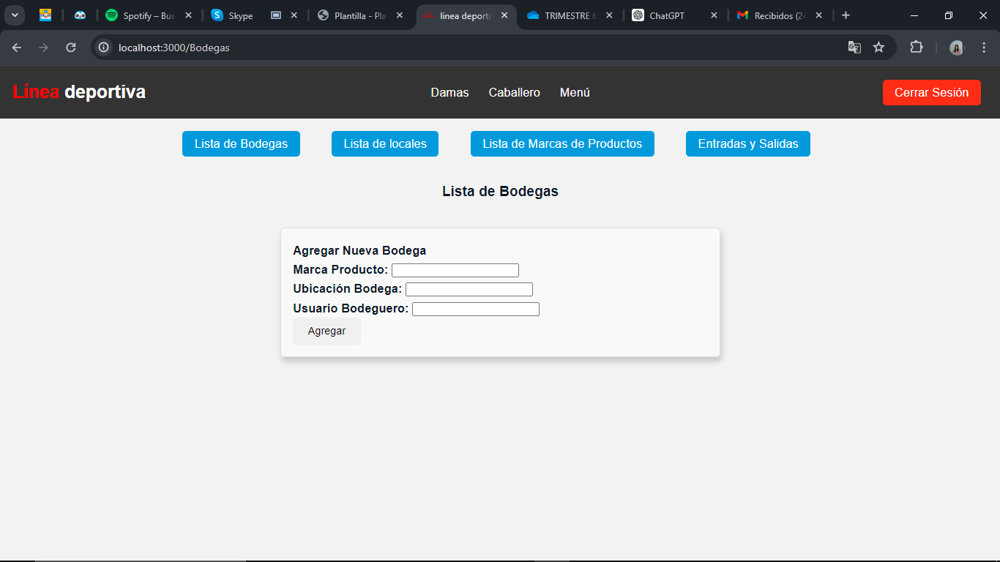 Spotify – Bus
Skype
Plantilla - Pla
linea deporti
TRIMESTRE 6
ChatGPT
Recibidos (24
localhost:3000/Bodegas
Línea deportiva
Damas Caballero Menú
Cerrar Sesión
Lista de Bodegas Lista de locales Lista de Marcas de Productos Entradas y Salidas
Lista de Bodegas
Agregar Nueva Bodega
Marca Producto:
Ubicación Bodega:
Usuario Bodeguero:
Agregar